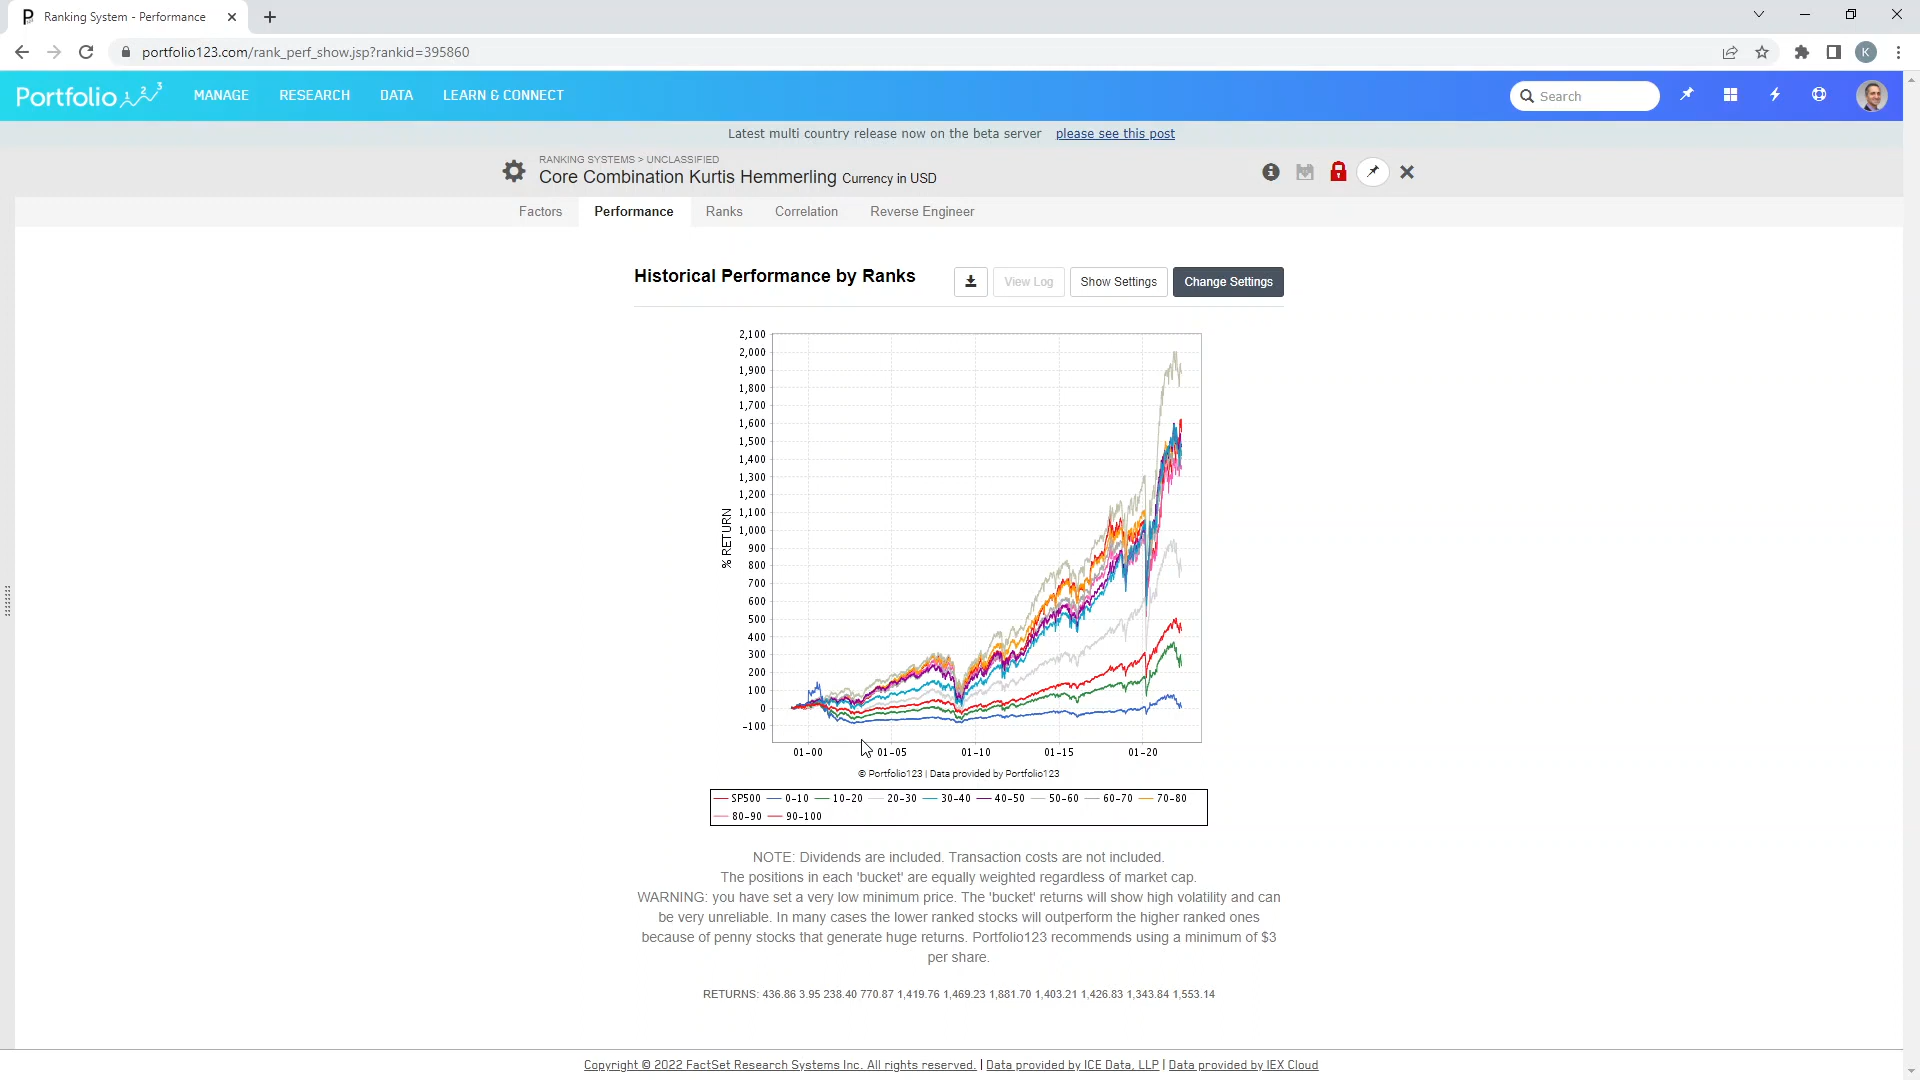 Ranking System - Performance
portfolio123.com/rank_perf_show.jsp?rankid=395860
K
Portfolio 1 2 3
MANAGE RESEARCH DATA LEARN & CONNECT
Search
Latest multi country release now on the beta server please see this post
RANKING SYSTEMS > UNCLASSIFIED
Core Combination Kurtis Hemmerling Currency in USD
Factors Performance Ranks Correlation Reverse Engineer
Historical Performance by Ranks
View Log Show Settings Change Settings
2,100
2,000
1,900
1,800
1,700
1,600
1,500
1,400
1,300
1,200
1,100
1,000
900
800
700
600
500
400
300
200
100
0
-100
% RETURN
01-00 01-05 01-10 01-15 01-20
© Portfolio123 | Data provided by Portfolio123
SP500 0-10 10-20 20-30 30-40 40-50 50-60 60-70 70-80
80-90 90-100
NOTE: Dividends are included. Transaction costs are not included.
The positions in each 'bucket' are equally weighted regardless of market cap.
WARNING: you have set a very low minimum price. The 'bucket' returns will show high volatility and can
be very unreliable. In many cases the lower ranked stocks will outperform the higher ranked ones
because of penny stocks that generate huge returns. Portfolio123 recommends using a minimum of $3
per share.
RETURNS: 436.86 3.95 238.40 770.87 1,419.76 1,469.23 1,881.70 1,403.21 1,426.83 1,343.84 1,553.14
Copyright © 2022 FactSet Research Systems Inc. All rights reserved. | Data provided by ICE Data, LLP | Data provided by IEX Cloud